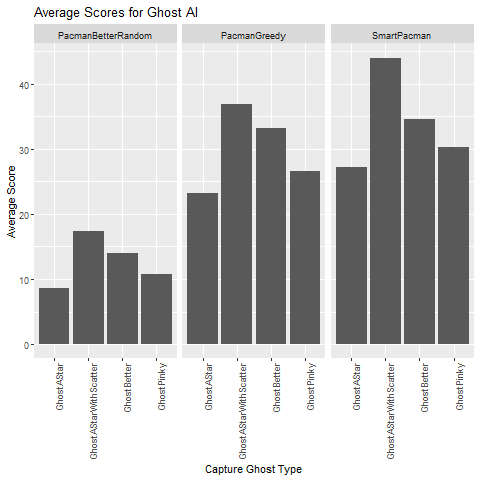 Average Scores for Ghost AI
PacmanBetterRandom PacmanGreedy SmartPacman
Average Score
40
30
20
10
0
GhostAStar GhostAStarWithScatter GhostBetter GhostPinky GhostAStar GhostAStarWithScatter GhostBetter GhostPinky GhostAStar GhostAStarWithScatter GhostBetter GhostPinky
Capture Ghost Type